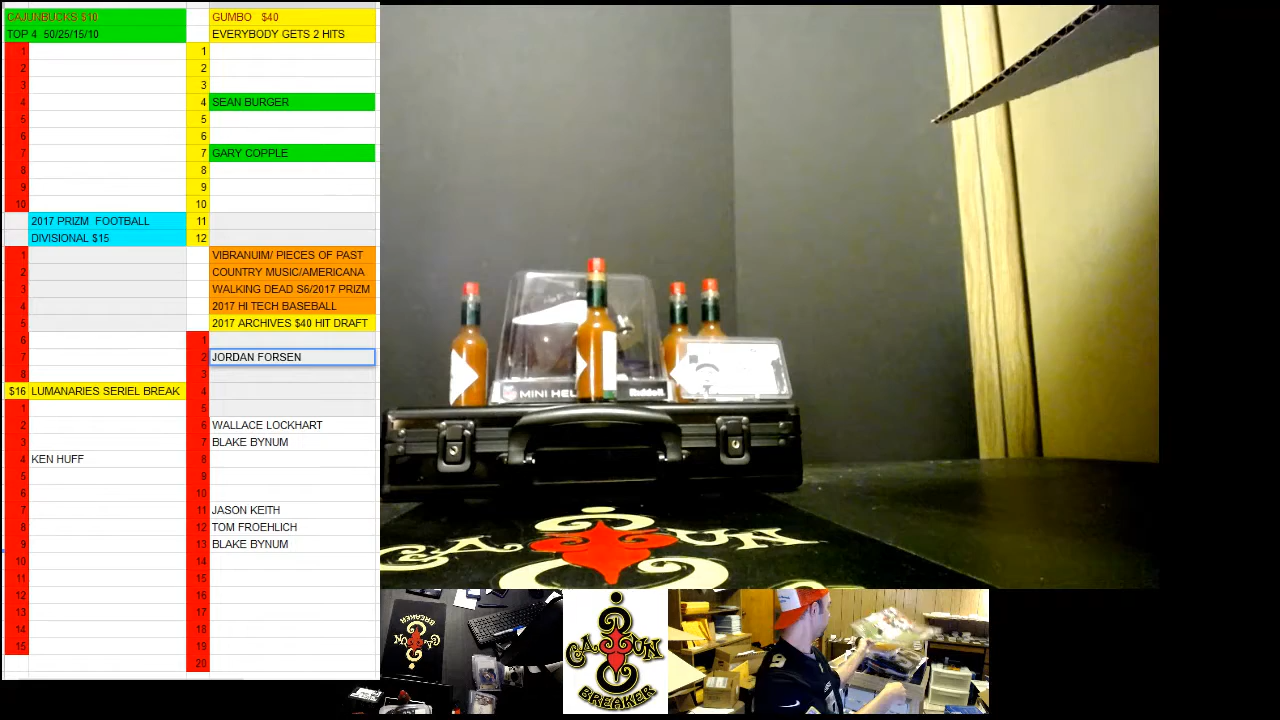 CAJUNBUCKS $10
TOP 4 50/25/15/10
1
2
3
4
5
6
7
8
9
10
2017 PRIZM FOOTBALL
DIVISIONAL $15
1
2
3
4
5
6
7
8
$16 LUMANARIES SERIEL BREAK
1
2
3
4 KEN HUFF
5
6
7
8
9
10
11
12
13
14
15
GUMBO $40
EVERYBODY GETS 2 HITS
1
2
3
4 SEAN BURGER
5
6
7 GARY COPPLE
8
9
10
11
12
VIBRANUIM/ PIECES OF PAST
COUNTRY MUSIC/AMERICANA
WALKING DEAD S6/2017 PRIZM
2017 HI TECH BASEBALL
2017 ARCHIVES $40 HIT DRAFT
1
2 JORDAN FORSEN
3
4
5
6 WALLACE LOCKHART
7 BLAKE BYNUM
8
9
10
11 JASON KEITH
12 TOM FROEHLICH
13 BLAKE BYNUM
14
15
16
17
18
19
20
MINI
Riddell
CAJUN
CAJUN
BREAKER
CAJUN
BREAKER
9